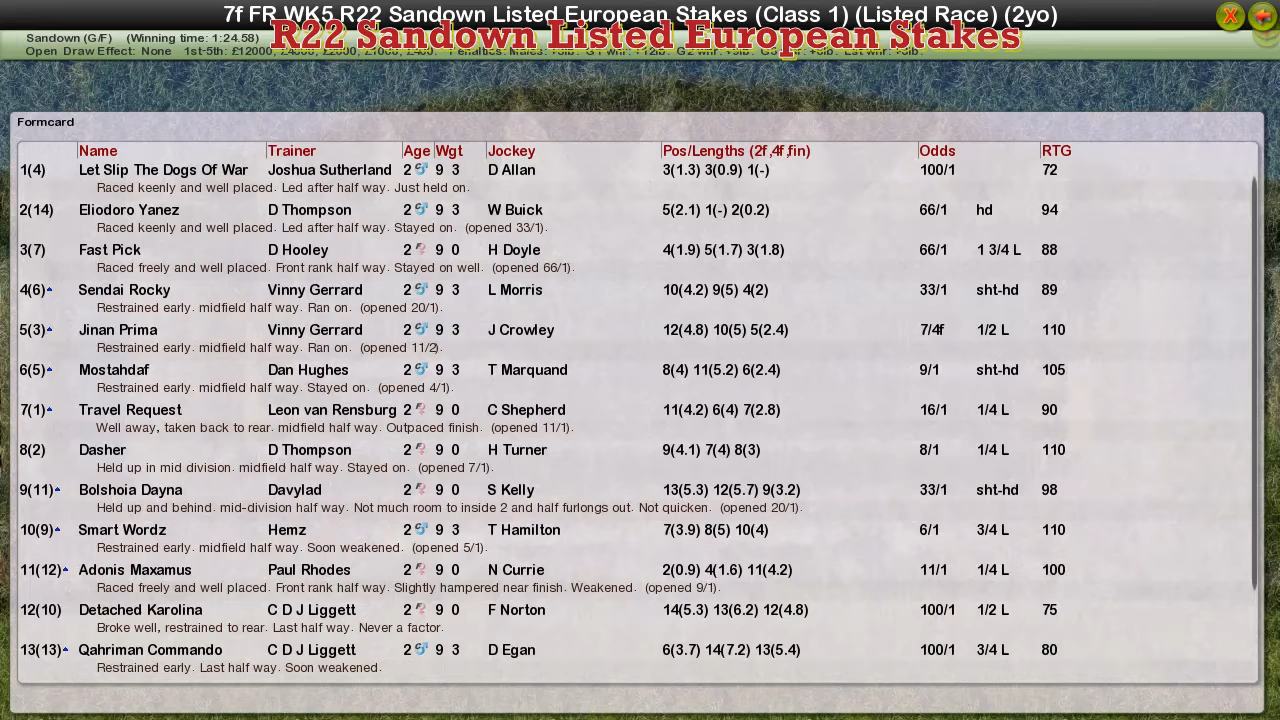 7f FR WK5 R22 Sandown Listed European Stakes (Class 1) (Listed Race) (2yo)
R22 Sandown Listed European Stakes
Sandown (G/F) (Winning time: 1:24.58)
Open Draw Effect: None 1st-5th: £12000,
Formcard
Name Trainer Age Wgt Jockey Pos/Lengths (2f,4f,fin) Odds RTG
1(4) Let Slip The Dogs Of War Joshua Sutherland 2 9 3 D Allan 3(1.3) 3(0.9) 1(-) 100/1 72
Raced keenly and well placed. Led after half way. Just held on.
2(14) Eliodoro Yanez D Thompson 2 9 3 W Buick 5(2.1) 1(-) 2(0.2) 66/1 hd 94
Raced keenly and well placed. Led after half way. Stayed on. (opened 33/1).
3(7) Fast Pick D Hooley 2 9 0 H Doyle 4(1.9) 5(1.7) 3(1.8) 66/1 1 3/4 L 88
Raced freely and well placed. Front rank half way. Stayed on well. (opened 66/1).
4(6) Sendai Rocky Vinny Gerrard 2 9 3 L Morris 10(4.2) 9(5) 4(2) 33/1 sht-hd 89
Restrained early. midfield half way. Ran on. (opened 20/1).
5(3) Jinan Prima Vinny Gerrard 2 9 3 J Crowley 12(4.8) 10(5) 5(2.4) 7/4f 1/2 L 110
Restrained early. midfield half way. Ran on. (opened 11/2).
6(5) Mostahdaf Dan Hughes 2 9 3 T Marquand 8(4) 11(5.2) 6(2.4) 9/1 sht-hd 105
Restrained early. midfield half way. Stayed on. (opened 4/1).
7(1) Travel Request Leon van Rensburg 2 9 0 C Shepherd 11(4.2) 6(4) 7(2.8) 16/1 1/4 L 90
Well away, taken back to rear. midfield half way. Outpaced finish. (opened 11/1).
8(2) Dasher D Thompson 2 9 0 H Turner 9(4.1) 7(4) 8(3) 8/1 1/4 L 110
Held up in mid division. midfield half way. Stayed on. (opened 7/1).
9(11) Bolshoia Dayna Davylad 2 9 0 S Kelly 13(5.3) 12(5.7) 9(3.2) 33/1 sht-hd 98
Held up and behind. mid-division half way. Not much room to inside 2 and half furlongs out. Not quicken. (opened 20/1).
10(9) Smart Wordz Hemz 2 9 3 T Hamilton 7(3.9) 8(5) 10(4) 6/1 3/4 L 110
Restrained early. midfield half way. Soon weakened. (opened 5/1).
11(12) Adonis Maxamus Paul Rhodes 2 9 0 N Currie 2(0.9) 4(1.6) 11(4.2) 11/1 1/4 L 100
Raced freely and well placed. Front rank half way. Slightly hampered near finish. Weakened. (opened 9/1).
12(10) Detached Karolina C D J Liggett 2 9 0 F Norton 14(5.3) 13(6.2) 12(4.8) 100/1 1/2 L 75
Broke well, restrained to rear. Last half way. Never a factor.
13(13) Qahriman Commando C D J Liggett 2 9 3 D Egan 6(3.7) 14(7.2) 13(5.4) 100/1 3/4 L 80
Restrained early. Last half way. Soon weakened.